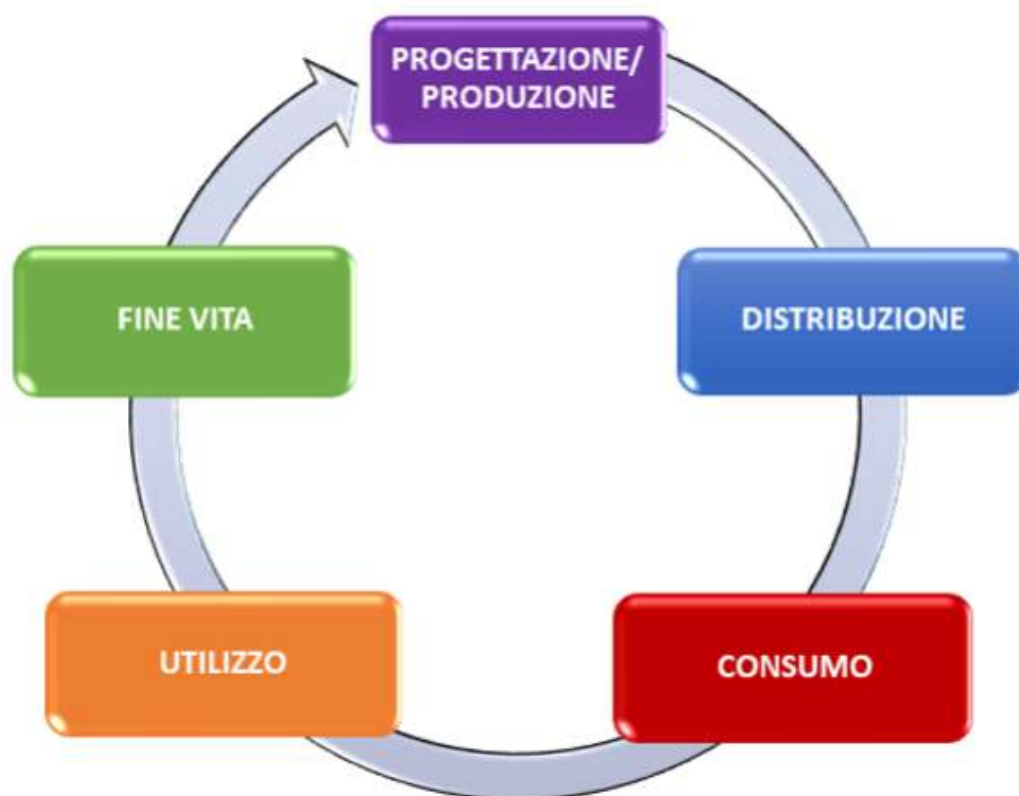 PROGETTAZIONE/
PRODUZIONE
DISTRIBUZIONE
CONSUMO
UTILIZZO
FINE VITA